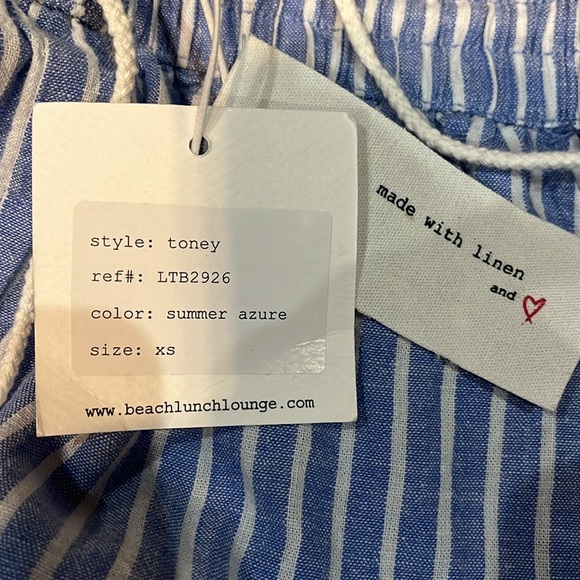 style: toney
ref#: LTB2926
color: summer azure
size: xs
www.beachlunchlounge.com
made with linen
and